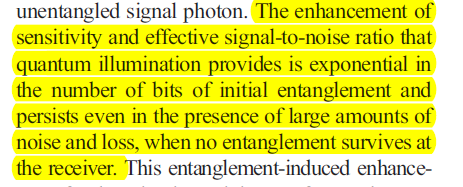 unentangled signal photon. The enhancement of
sensitivity and effective signal-to-noise ratio that
quantum illumination provides is exponential in
the number of bits of initial entanglement and
persists even in the presence of large amounts of
noise and loss, when no entanglement survives at
the receiver. This entanglement-induced enhance-